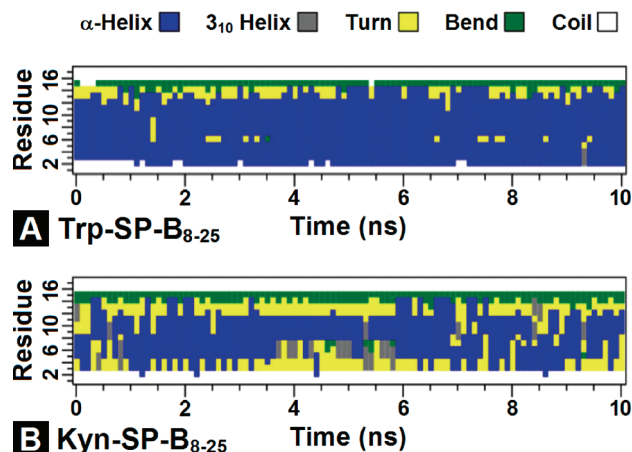 α-Helix 3₁₀ Helix Turn Bend Coil
Residue
16
12
10
6
2
0 2 4 6 8 10
A Trp-SP-B₈₋₂₅ Time (ns)
Residue
16
10
6
2
0 2 4 6 8 10
B Kyn-SP-B₈₋₂₅ Time (ns)